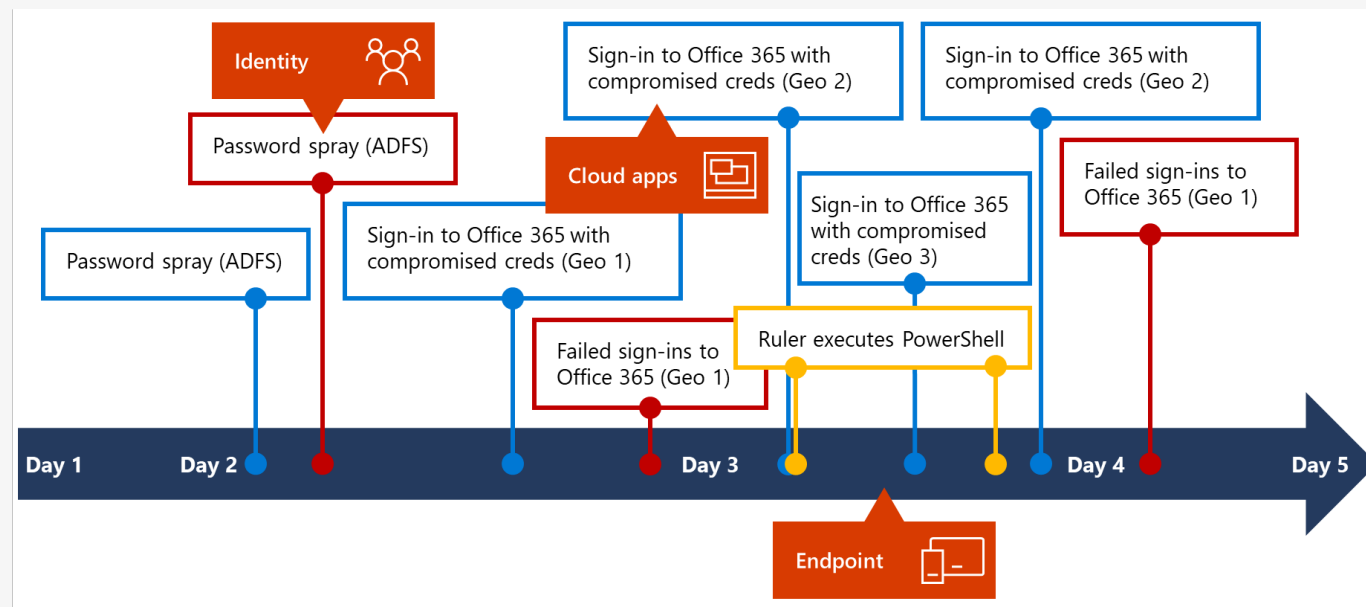 Identity
Password spray (ADFS)
Password spray (ADFS)
Sign-in to Office 365 with
compromised creds (Geo 1)
Sign-in to Office 365 with
compromised creds (Geo 2)
Cloud apps
Failed sign-ins to
Office 365 (Geo 1)
Ruler executes PowerShell
Sign-in to Office 365
with compromised
creds (Geo 3)
Sign-in to Office 365 with
compromised creds (Geo 2)
Failed sign-ins to
Office 365 (Geo 1)
Day 1
Day 2
Day 3
Day 4
Day 5
Endpoint